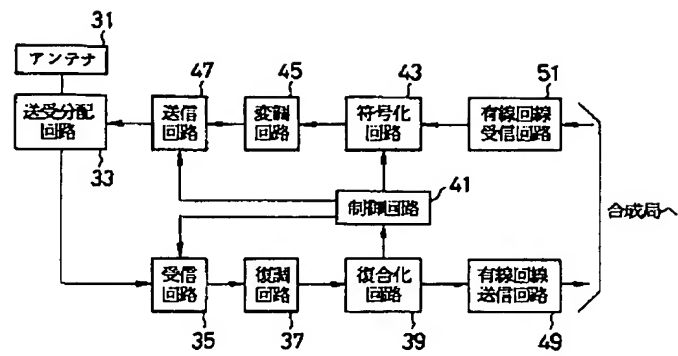 31
アンテナ
47
45
43
51
送受分配
回路
送信
回路
変調
回路
符号化
回路
有線回線
受信回路
33
41
制御回路
合成局へ
受信
回路
復調
回路
復合化
回路
有線回線
送信回路
35
37
39
49